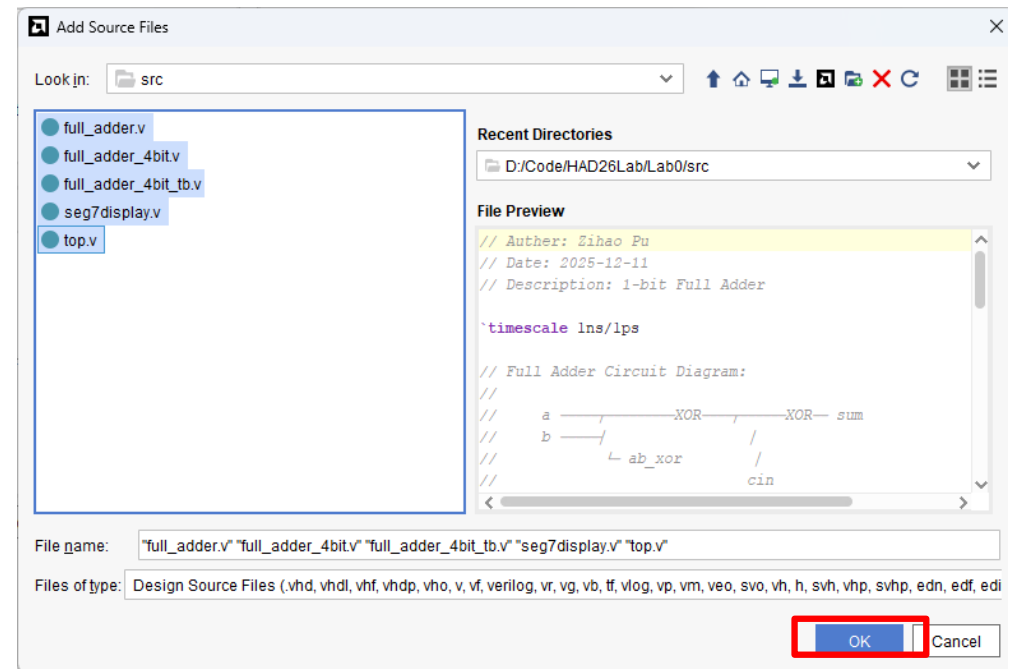 Add Source Files
Look in: src
full_adder.v
full_adder_4bit.v
full_adder_4bit_tb.v
seg7display.v
top.v
Recent Directories
D:/Code/HAD26Lab/Lab0/src
File Preview
// Auther: Zihao Pu
// Date: 2025-12-11
// Description: 1-bit Full Adder
`timescale 1ns/1ps
// Full Adder Circuit Diagram:
//
// a XOR XOR sum
// b
// ab_xor
// cin
File name: "full_adder.v" "full_adder_4bit.v" "full_adder_4bit_tb.v" "seg7display.v" "top.v"
Files of type: Design Source Files (.vhd, vhdl, vhf, vhdp, vho, v, vf, verilog, vr, vg, vb, tf, vlog, vp, vm, veo, svo, vh, h, svh, vhp, svhp, edn, edf, edi
OK Cancel